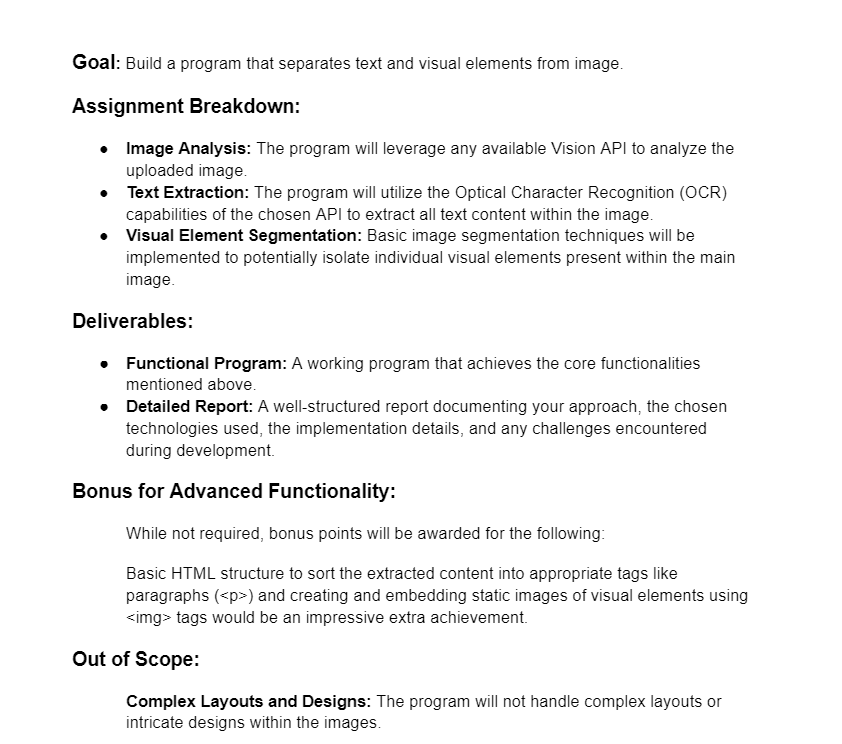 Goal: Build a program that separates text and visual elements from image.
Assignment Breakdown:
● Image Analysis: The program will leverage any available Vision API to analyze the
uploaded image.
● Text Extraction: The program will utilize the Optical Character Recognition (OCR)
capabilities of the chosen API to extract all text content within the image.
● Visual Element Segmentation: Basic image segmentation techniques will be
implemented to potentially isolate individual visual elements present within the main
image.
Deliverables:
● Functional Program: A working program that achieves the core functionalities
mentioned above.
● Detailed Report: A well-structured report documenting your approach, the chosen
technologies used, the implementation details, and any challenges encountered
during development.
Bonus for Advanced Functionality:
While not required, bonus points will be awarded for the following:
Basic HTML structure to sort the extracted content into appropriate tags like
paragraphs (<p>) and creating and embedding static images of visual elements using
<img> tags would be an impressive extra achievement.
Out of Scope:
Complex Layouts and Designs: The program will not handle complex layouts or
intricate designs within the images.